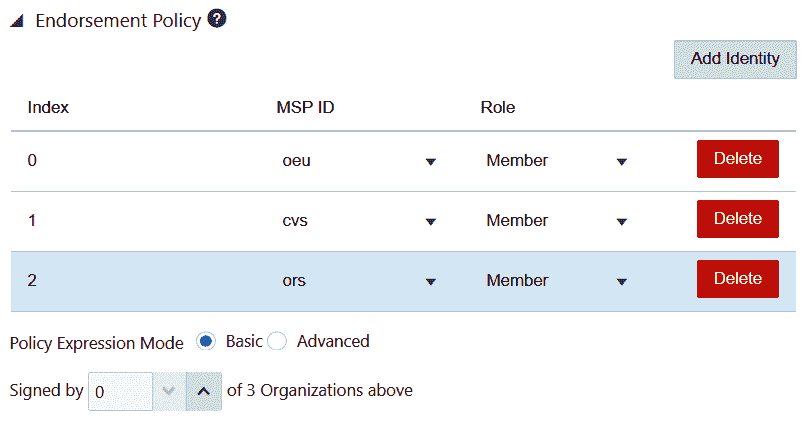 Endorsement Policy ?
Add Identity
Index MSP ID Role
0 oeu Member Delete
1 cvs Member Delete
2 ors Member Delete
Policy Expression Mode Basic Advanced
Signed by 0 of 3 Organizations above